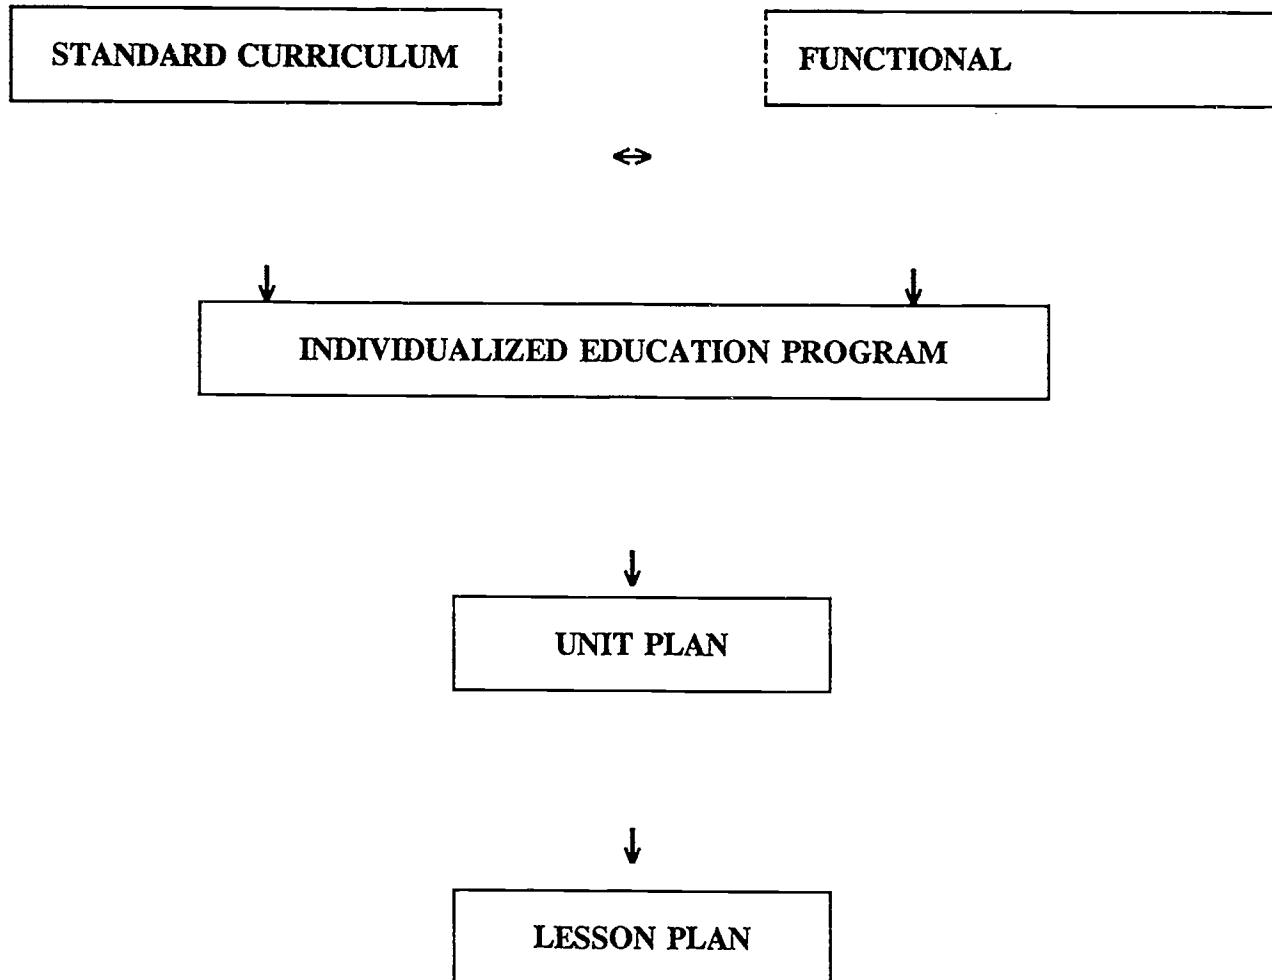 STANDARD CURRICULUM
FUNCTIONAL
INDIVIDUALIZED EDUCATION PROGRAM
UNIT PLAN
LESSON PLAN